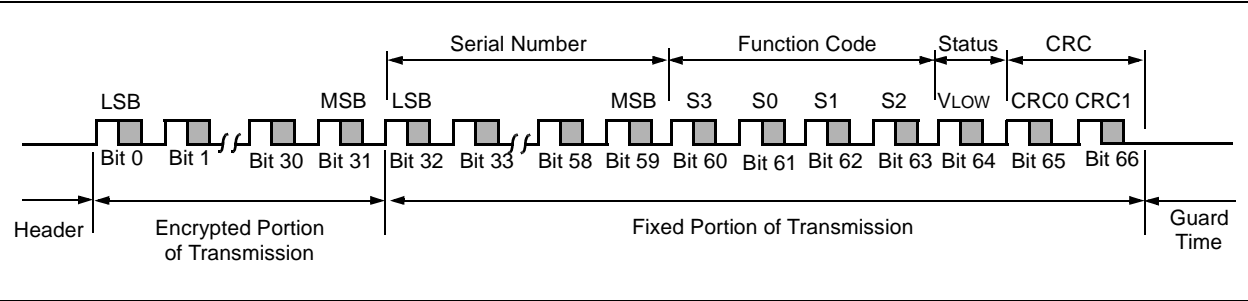 Serial Number Function Code Status CRC
LSB MSB LSB MSB S3 S0 S1 S2 VLOW CRC0 CRC1
Bit 0 Bit 1 Bit 30 Bit 31 Bit 32 Bit 33 Bit 58 Bit 59 Bit 60 Bit 61 Bit 62 Bit 63 Bit 64 Bit 65 Bit 66
Header
Encrypted Portion
of Transmission
Fixed Portion of Transmission
Guard
Time